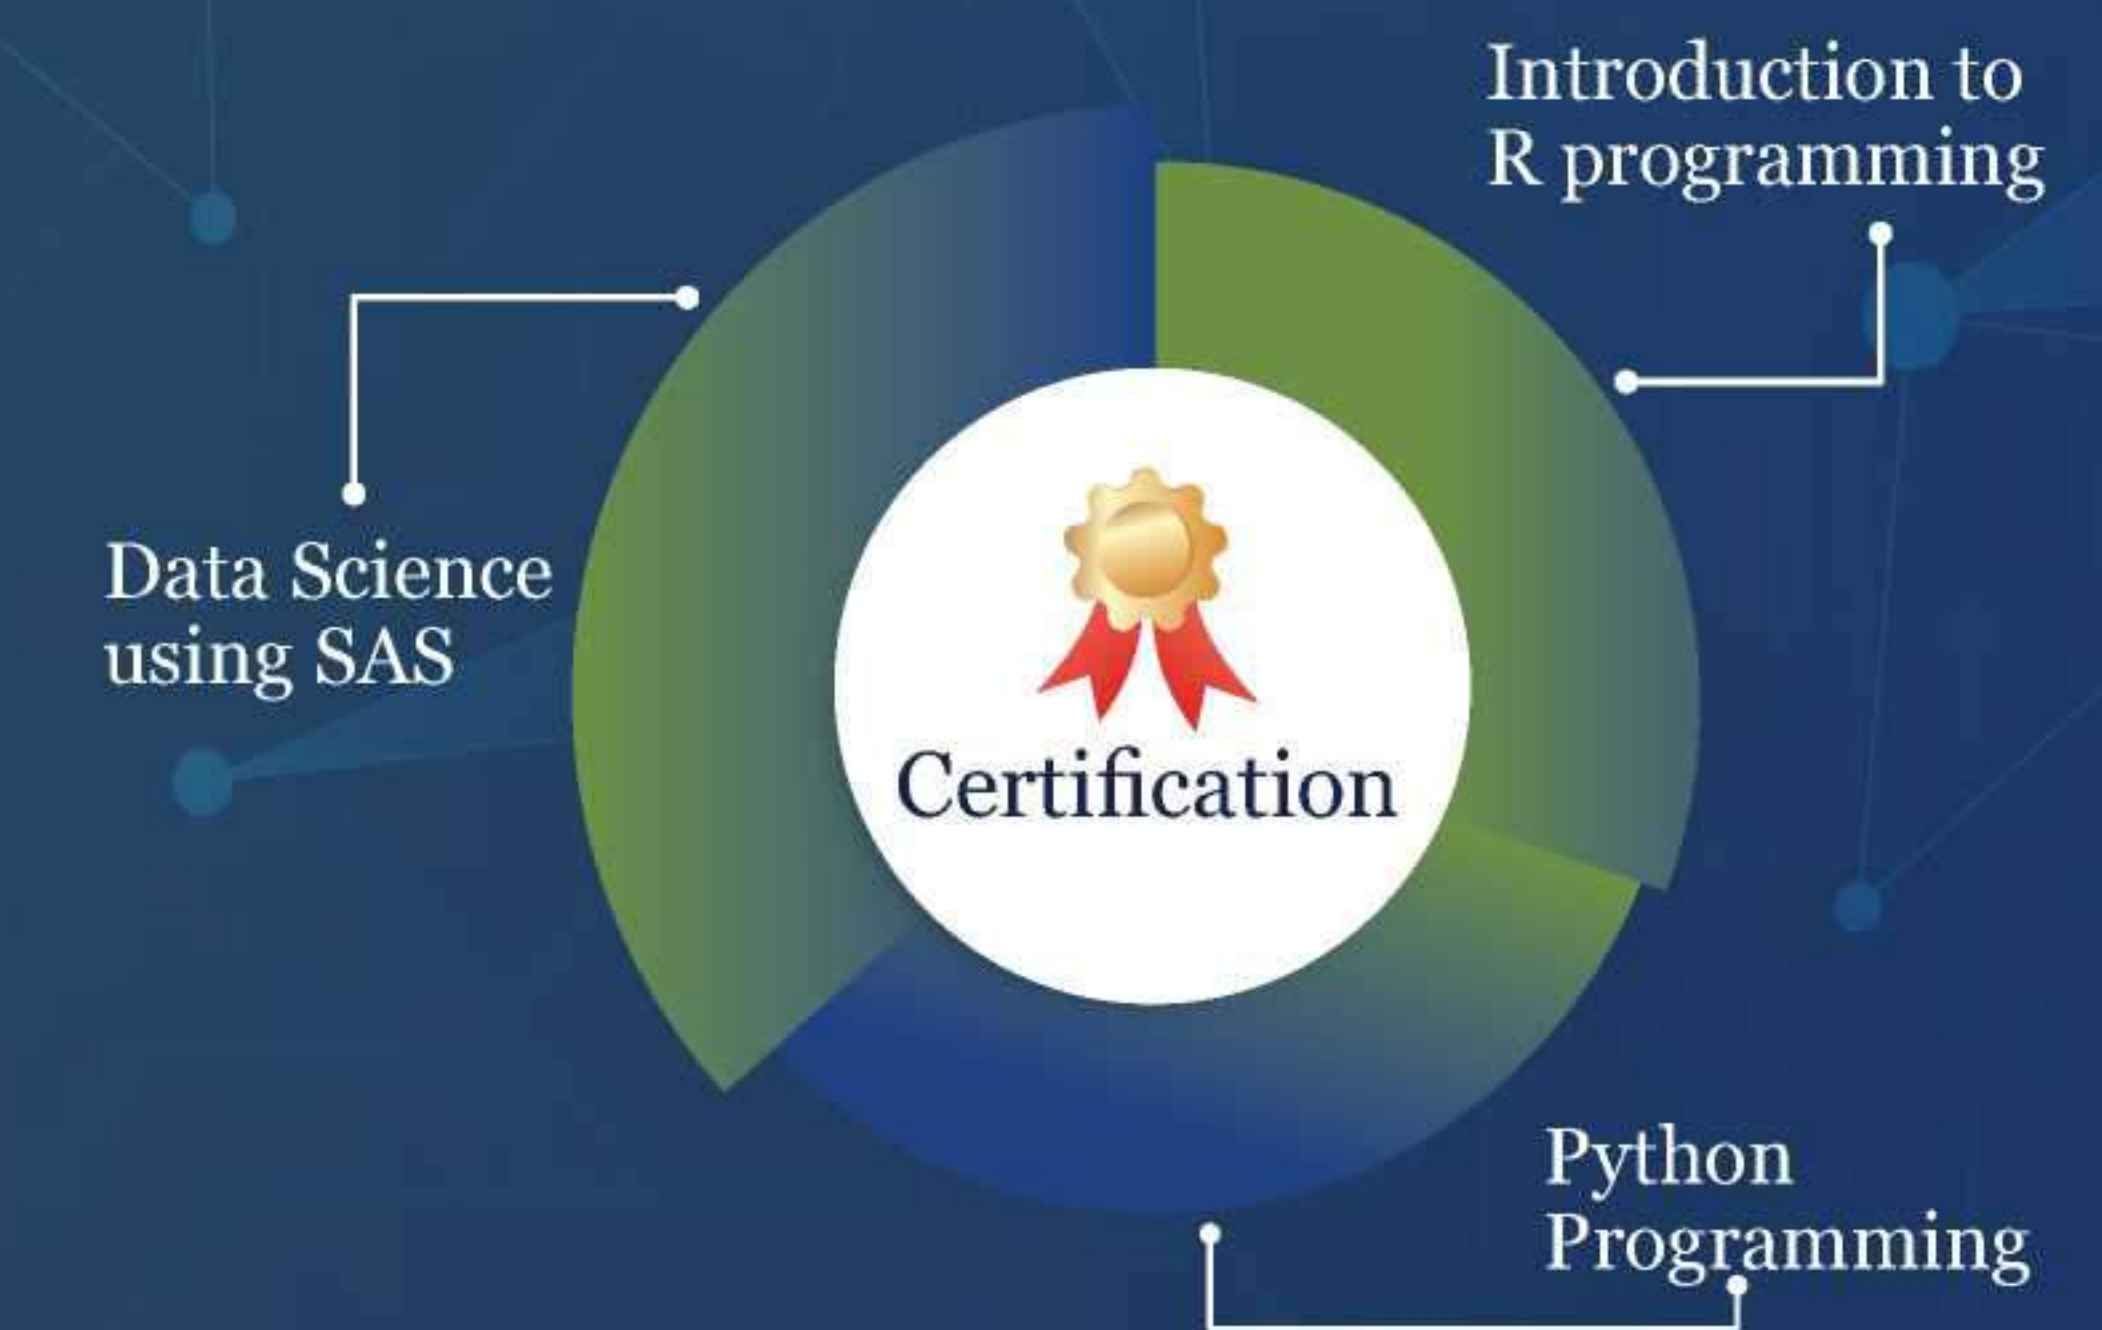 Introduction to
R programming
Data Science
using SAS
Certification
Python
Programming